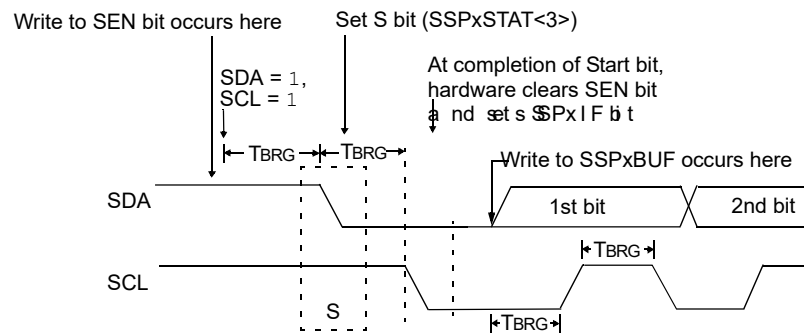 Write to SEN bit occurs here
Set S bit (SSPxSTAT<3>)
SDA = 1,
SCL = 1
At completion of Start bit,
hardware clears SEN bit
and sets SSPxIF bit
TBRG
TBRG
Write to SSPxBUF occurs here
SDA
1st bit
2nd bit
TBRG
SCL
S
TBRG